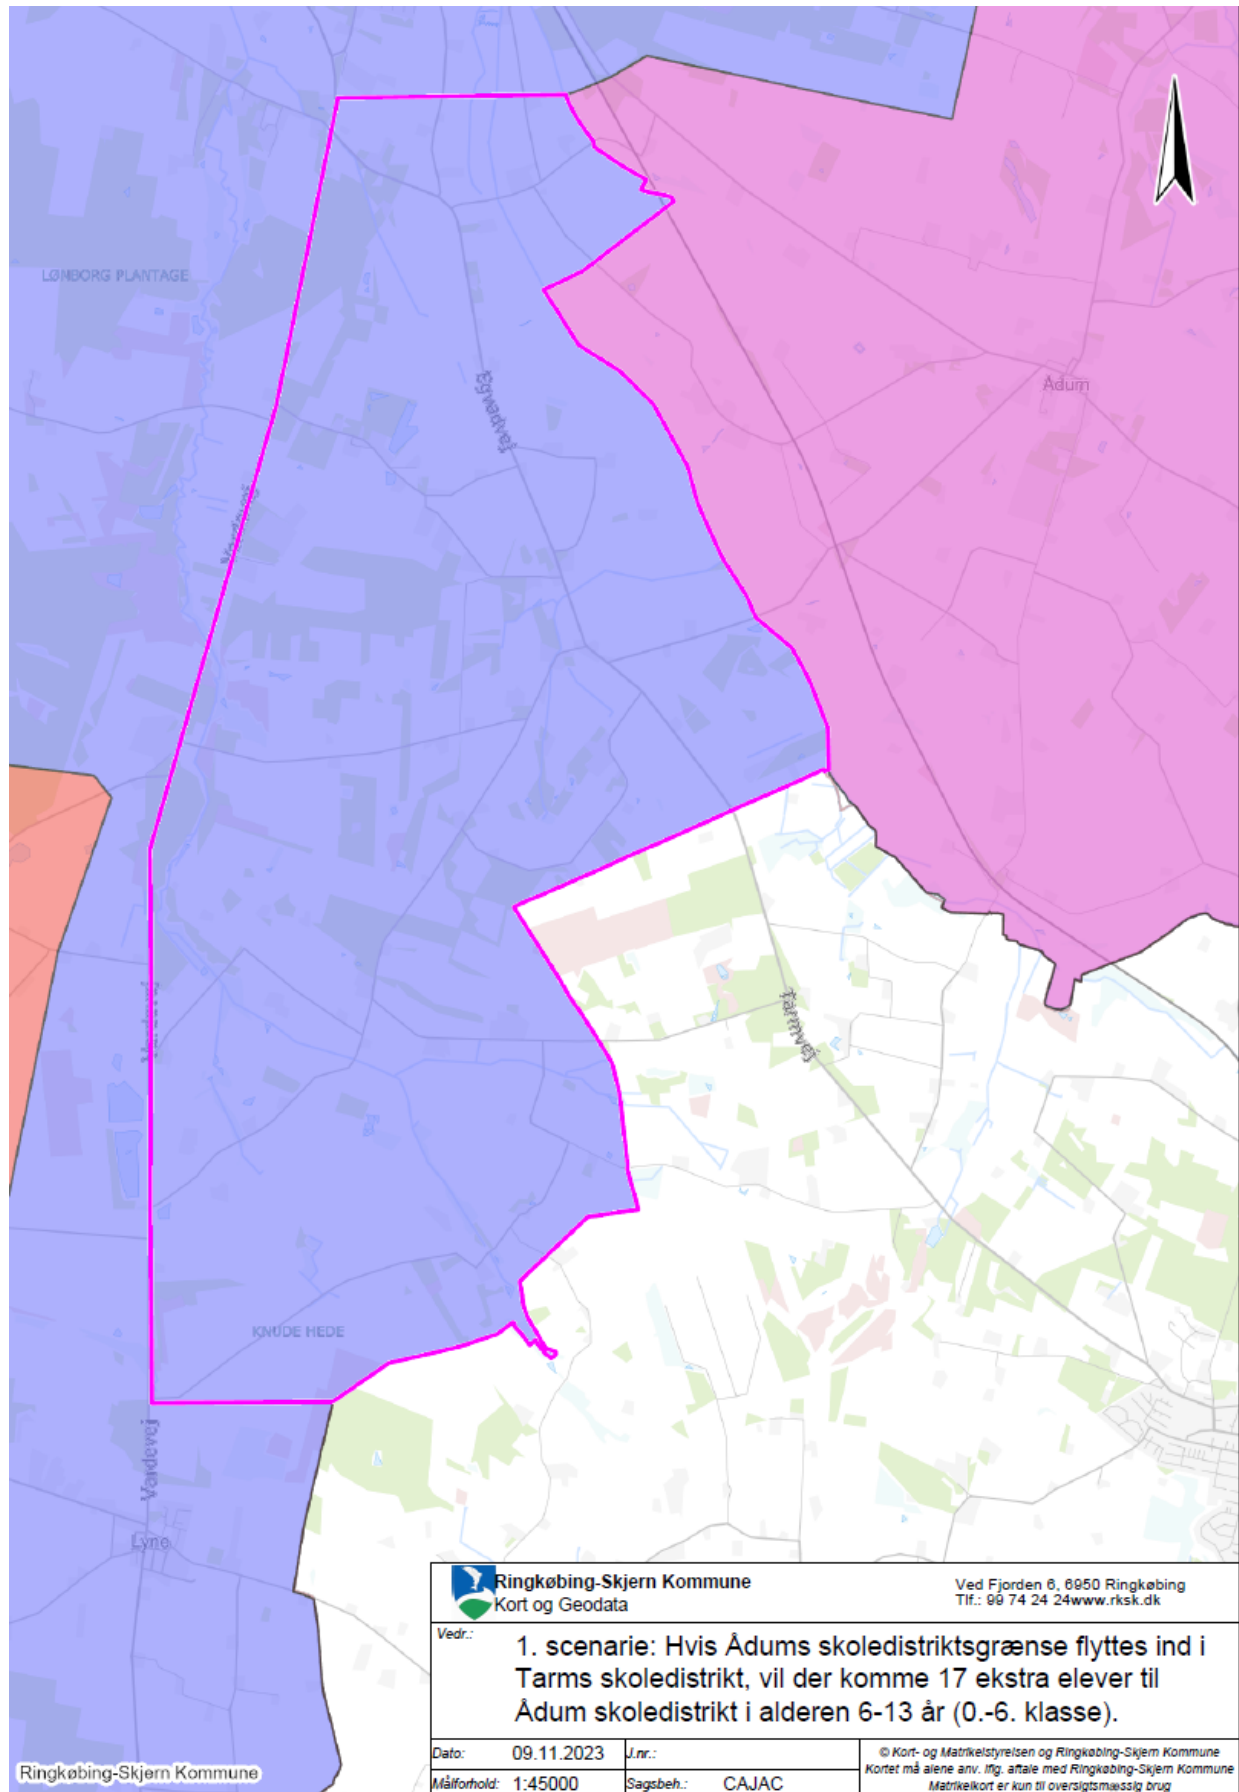 LØNBORG PLANTAGE
Ådum
Tarmvej
Vardevej
Tarmvej
KNUDE HEDE
Vardevej
Lyne
Ringkøbing-Skjern Kommune
Ringkøbing-Skjern Kommune
Kort og Geodata
Ved Fjorden 6, 6950 Ringkøbing
Tlf.: 99 74 24 24www.rksk.dk
Vedr.:
1. scenarie: Hvis Ådums skoledistriktsgrænse flyttes ind i
Tarms skoledistrikt, vil der komme 17 ekstra elever til
Ådum skoledistrikt i alderen 6-13 år (0.-6. klasse).
Dato: 09.11.2023
J.nr.:
Målforhold: 1:45000
Sagsbeh.: CAJAC
© Kort- og Matrikelstyrelsen og Ringkøbing-Skjern Kommune
Kortet må alene anv. iflg. aftale med Ringkøbing-Skjern Kommune
Matrikelkort er kun til oversigtsmæssig brug